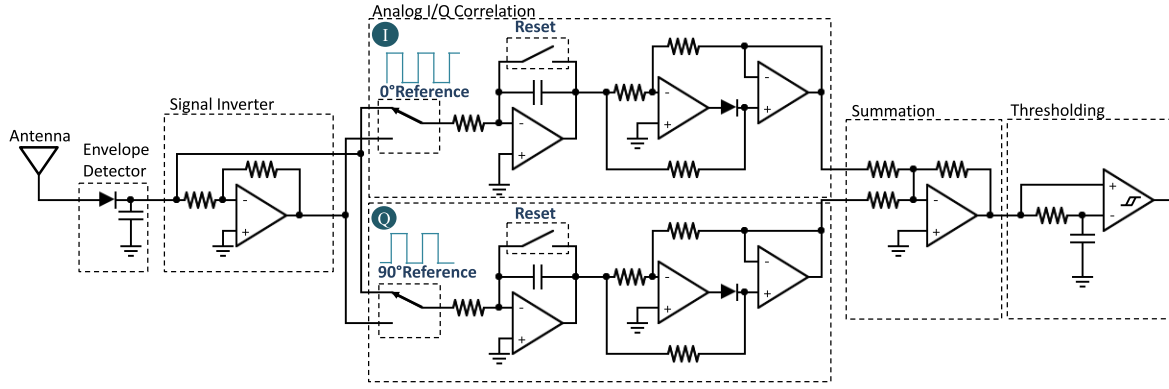 Analog I/Q Correlation
I
Reset
0°Reference
Signal Inverter
Antenna
Envelope
Detector
Summation
Thresholding
Q
Reset
90°Reference